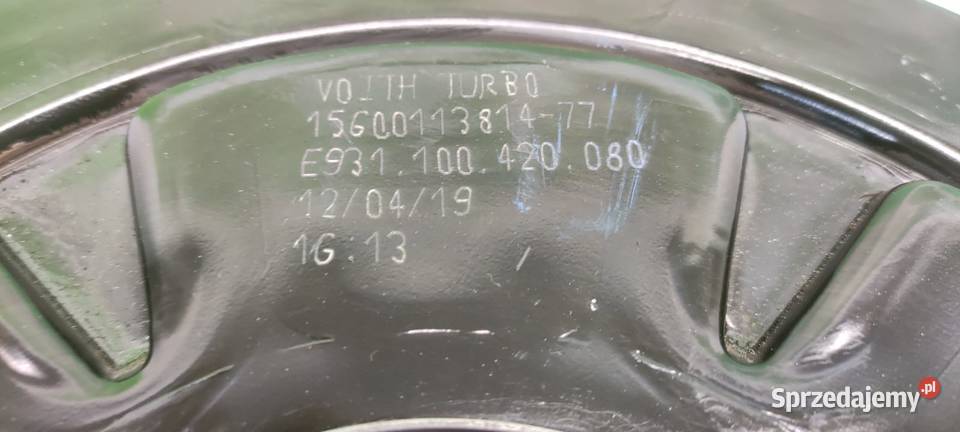 VOITH TURBO
15600113814-77
E931.100.420.080
12/04/19
16:13
Sprzedajemy.pl